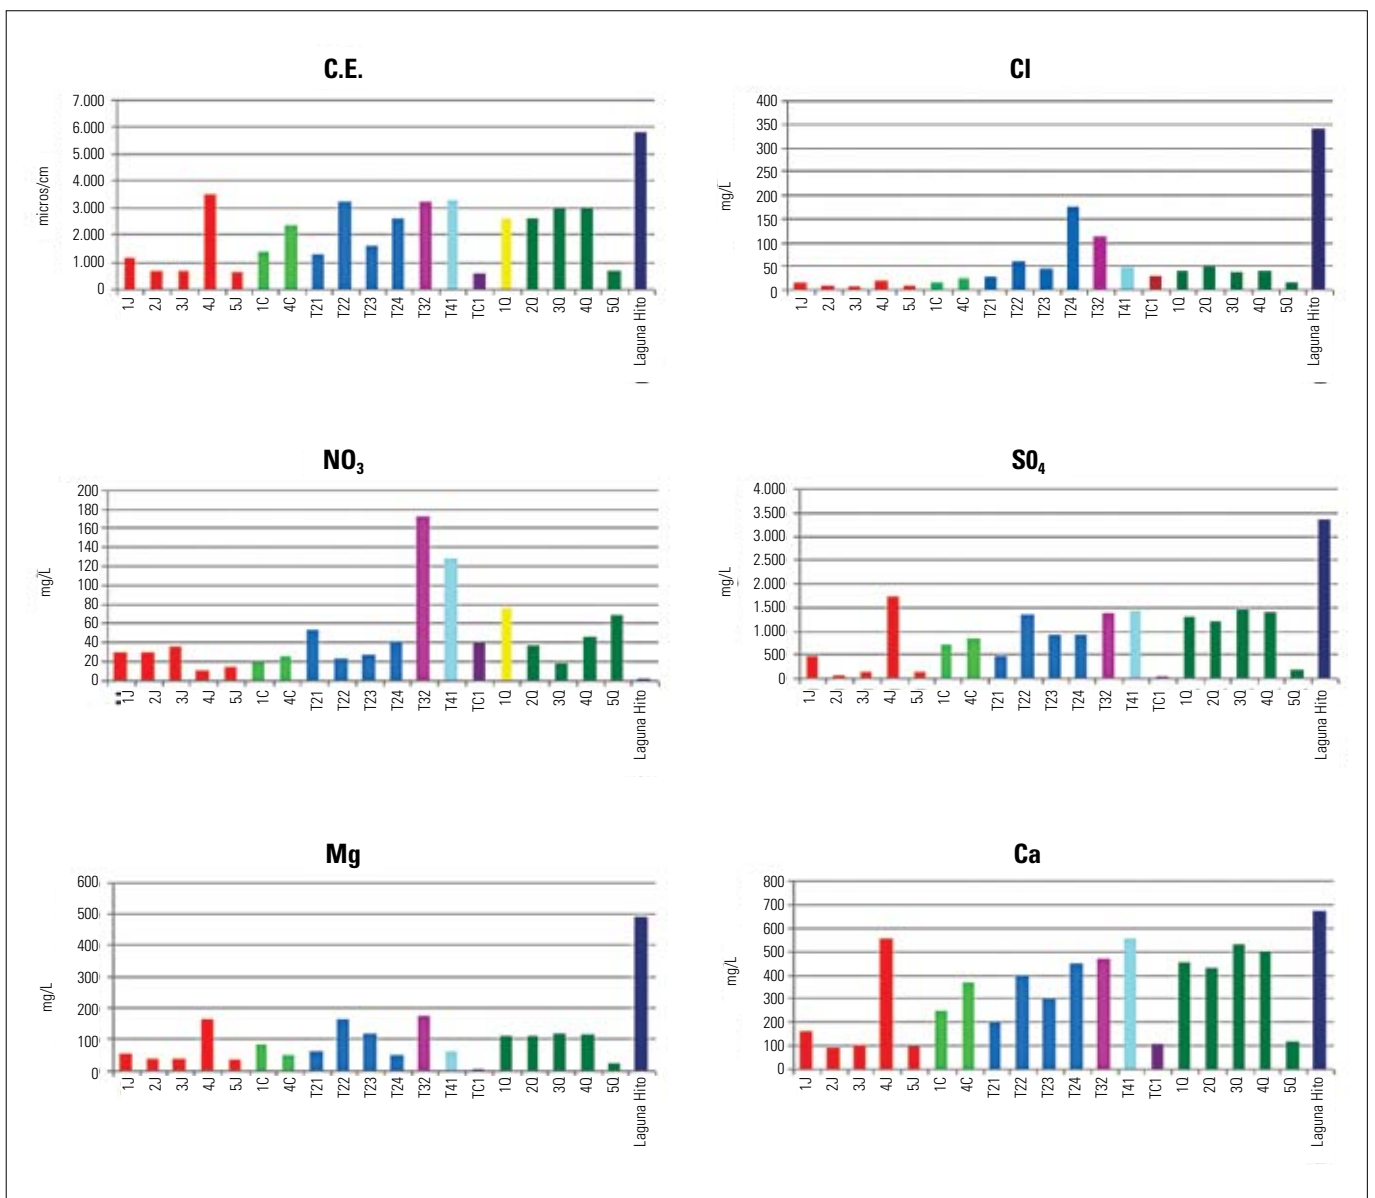 C.E.
7.000
6.000
5.000
4.000
3.000
2.000
1.000
0
micros/cm
1J 2J 3J 4J 5J 1C 4C T21 T22 T23 T24 T32 T41 TC1 1Q 2Q 3Q 4Q 5Q Laguna Hito
Cl
400
350
300
250
200
150
100
50
0
mg/L
1J 2J 3J 4J 5J 1C 4C T21 T22 T23 T24 T32 T41 TC1 1Q 2Q 3Q 4Q 5Q Laguna Hito
NO₃
200
180
160
140
120
100
80
60
40
20
0
mg/L
1J 2J 3J 4J 5J 1C 4C T21 T22 T23 T24 T32 T41 TC1 1Q 2Q 3Q 4Q 5Q Laguna Hito
S0₄
4.000
3.500
3.000
2.500
2.000
1.500
1.000
500
0
mg/L
1J 2J 3J 4J 5J 1C 4C T21 T22 T23 T24 T32 T41 TC1 1Q 2Q 3Q 4Q 5Q Laguna Hito
Mg
600
500
400
300
200
100
0
mg/L
1J 2J 3J 4J 5J 1C 4C T21 T22 T23 T24 T32 T41 TC1 1Q 2Q 3Q 4Q 5Q Laguna Hito
Ca
800
700
600
500
400
300
200
100
0
mg/L
1J 2J 3J 4J 5J 1C 4C T21 T22 T23 T24 T32 T41 TC1 1Q 2Q 3Q 4Q 5Q Laguna Hito